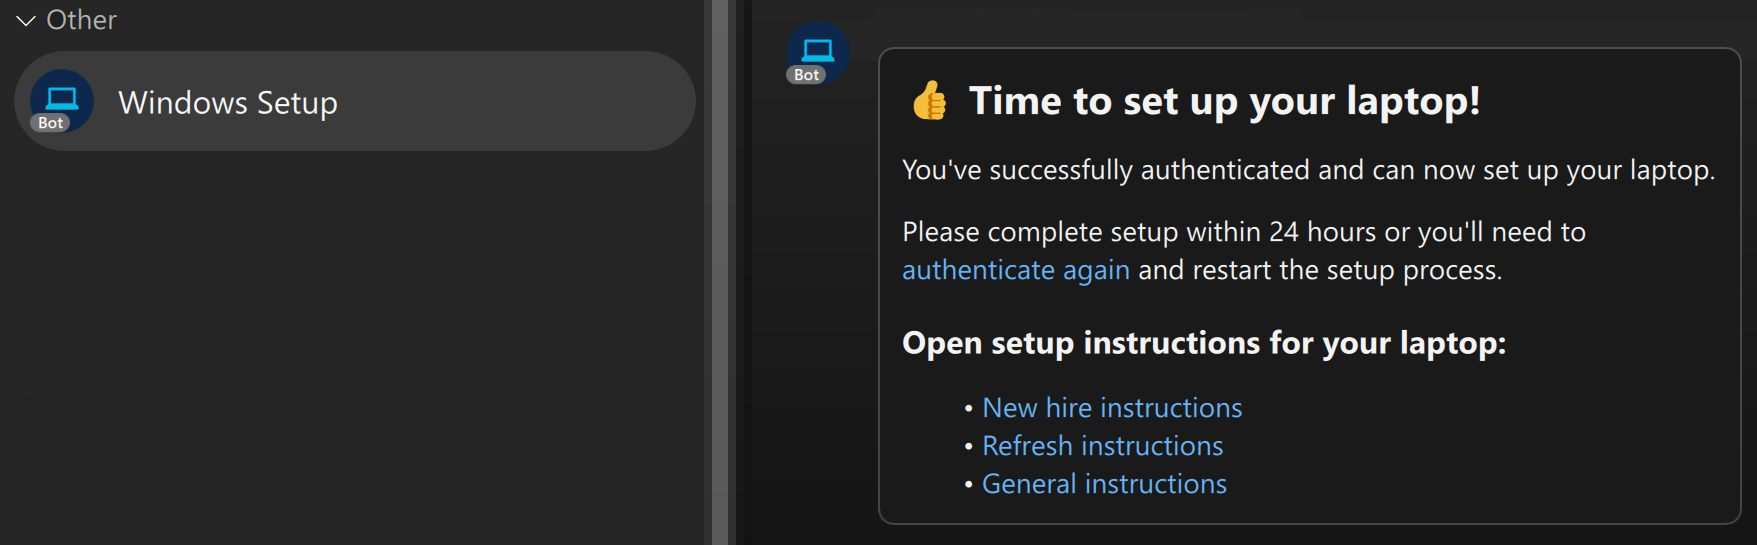 Other
Bot
Windows Setup
Bot
👍 Time to set up your laptop!
You've successfully authenticated and can now set up your laptop.
Please complete setup within 24 hours or you'll need to
authenticate again and restart the setup process.
Open setup instructions for your laptop:
• New hire instructions
• Refresh instructions
• General instructions